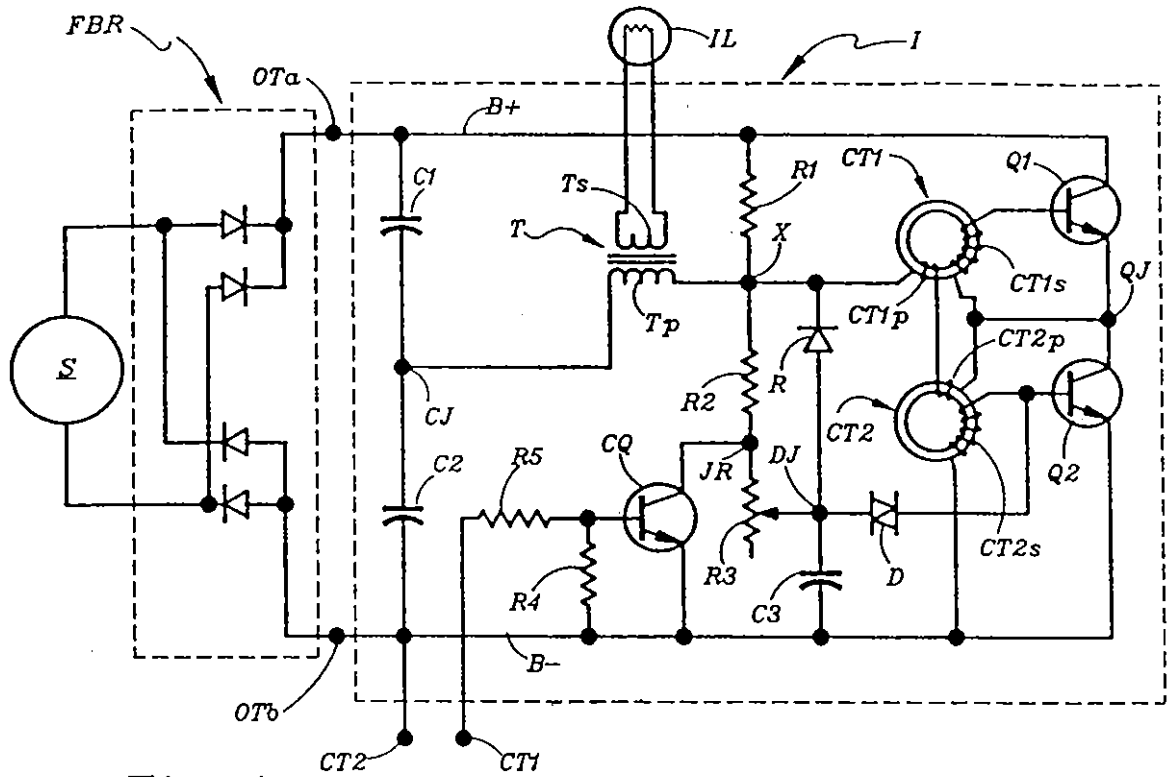 FBR
OTa
IL
I
B+
CT1
Q1
C1
R1
Ts
T
X
CT1s
QJ
Tp
CT1p
S
CT2p
R
CJ
R2
CT2
CQ
DJ
JR
Q2
R5
C2
CT2s
R3
D
R4
C3
B-
OTb
CT2
CT1